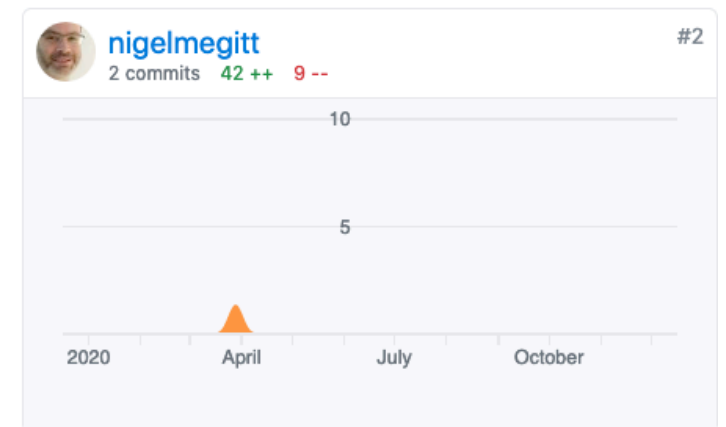 nigelmegitt
#2
2 commits 42 ++ 9 --
10
5
2020 April July October